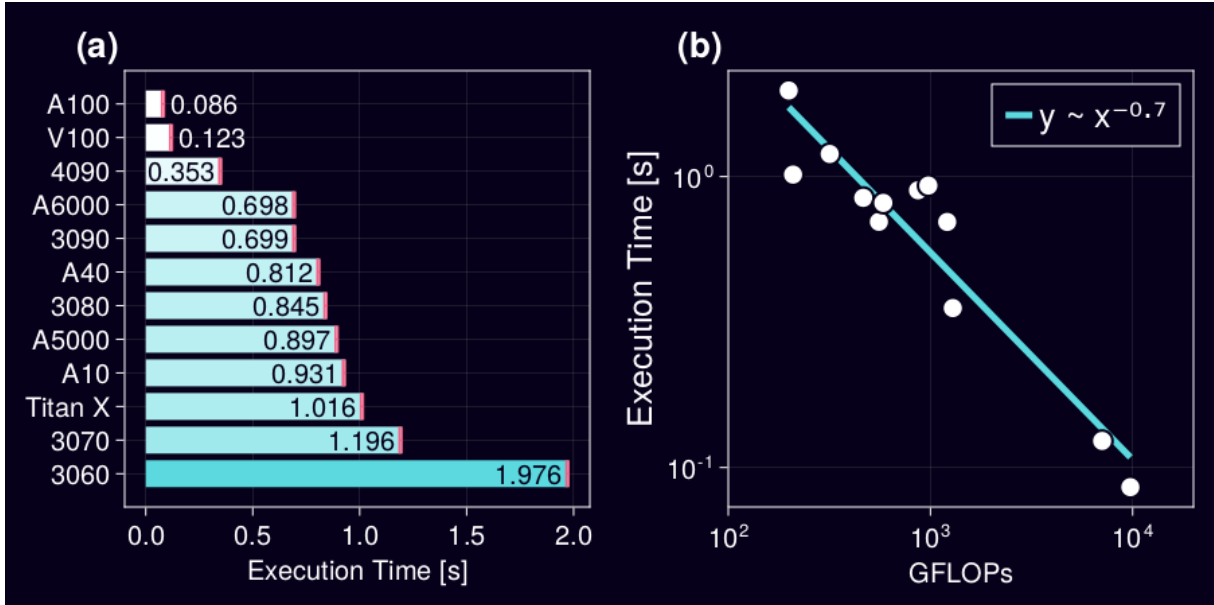 (a)
A100 0.086
V100 0.123
4090 0.353
A6000 0.698
3090 0.699
A40 0.812
3080 0.845
A5000 0.897
A10 0.931
Titan X 1.016
3070 1.196
3060 1.976
0.0 0.5 1.0 1.5 2.0
Execution Time [s]
(b)
y ~ x⁻⁰·⁷
Execution Time [s]
10⁰
10⁻¹
10² 10³ 10⁴
GFLOPs